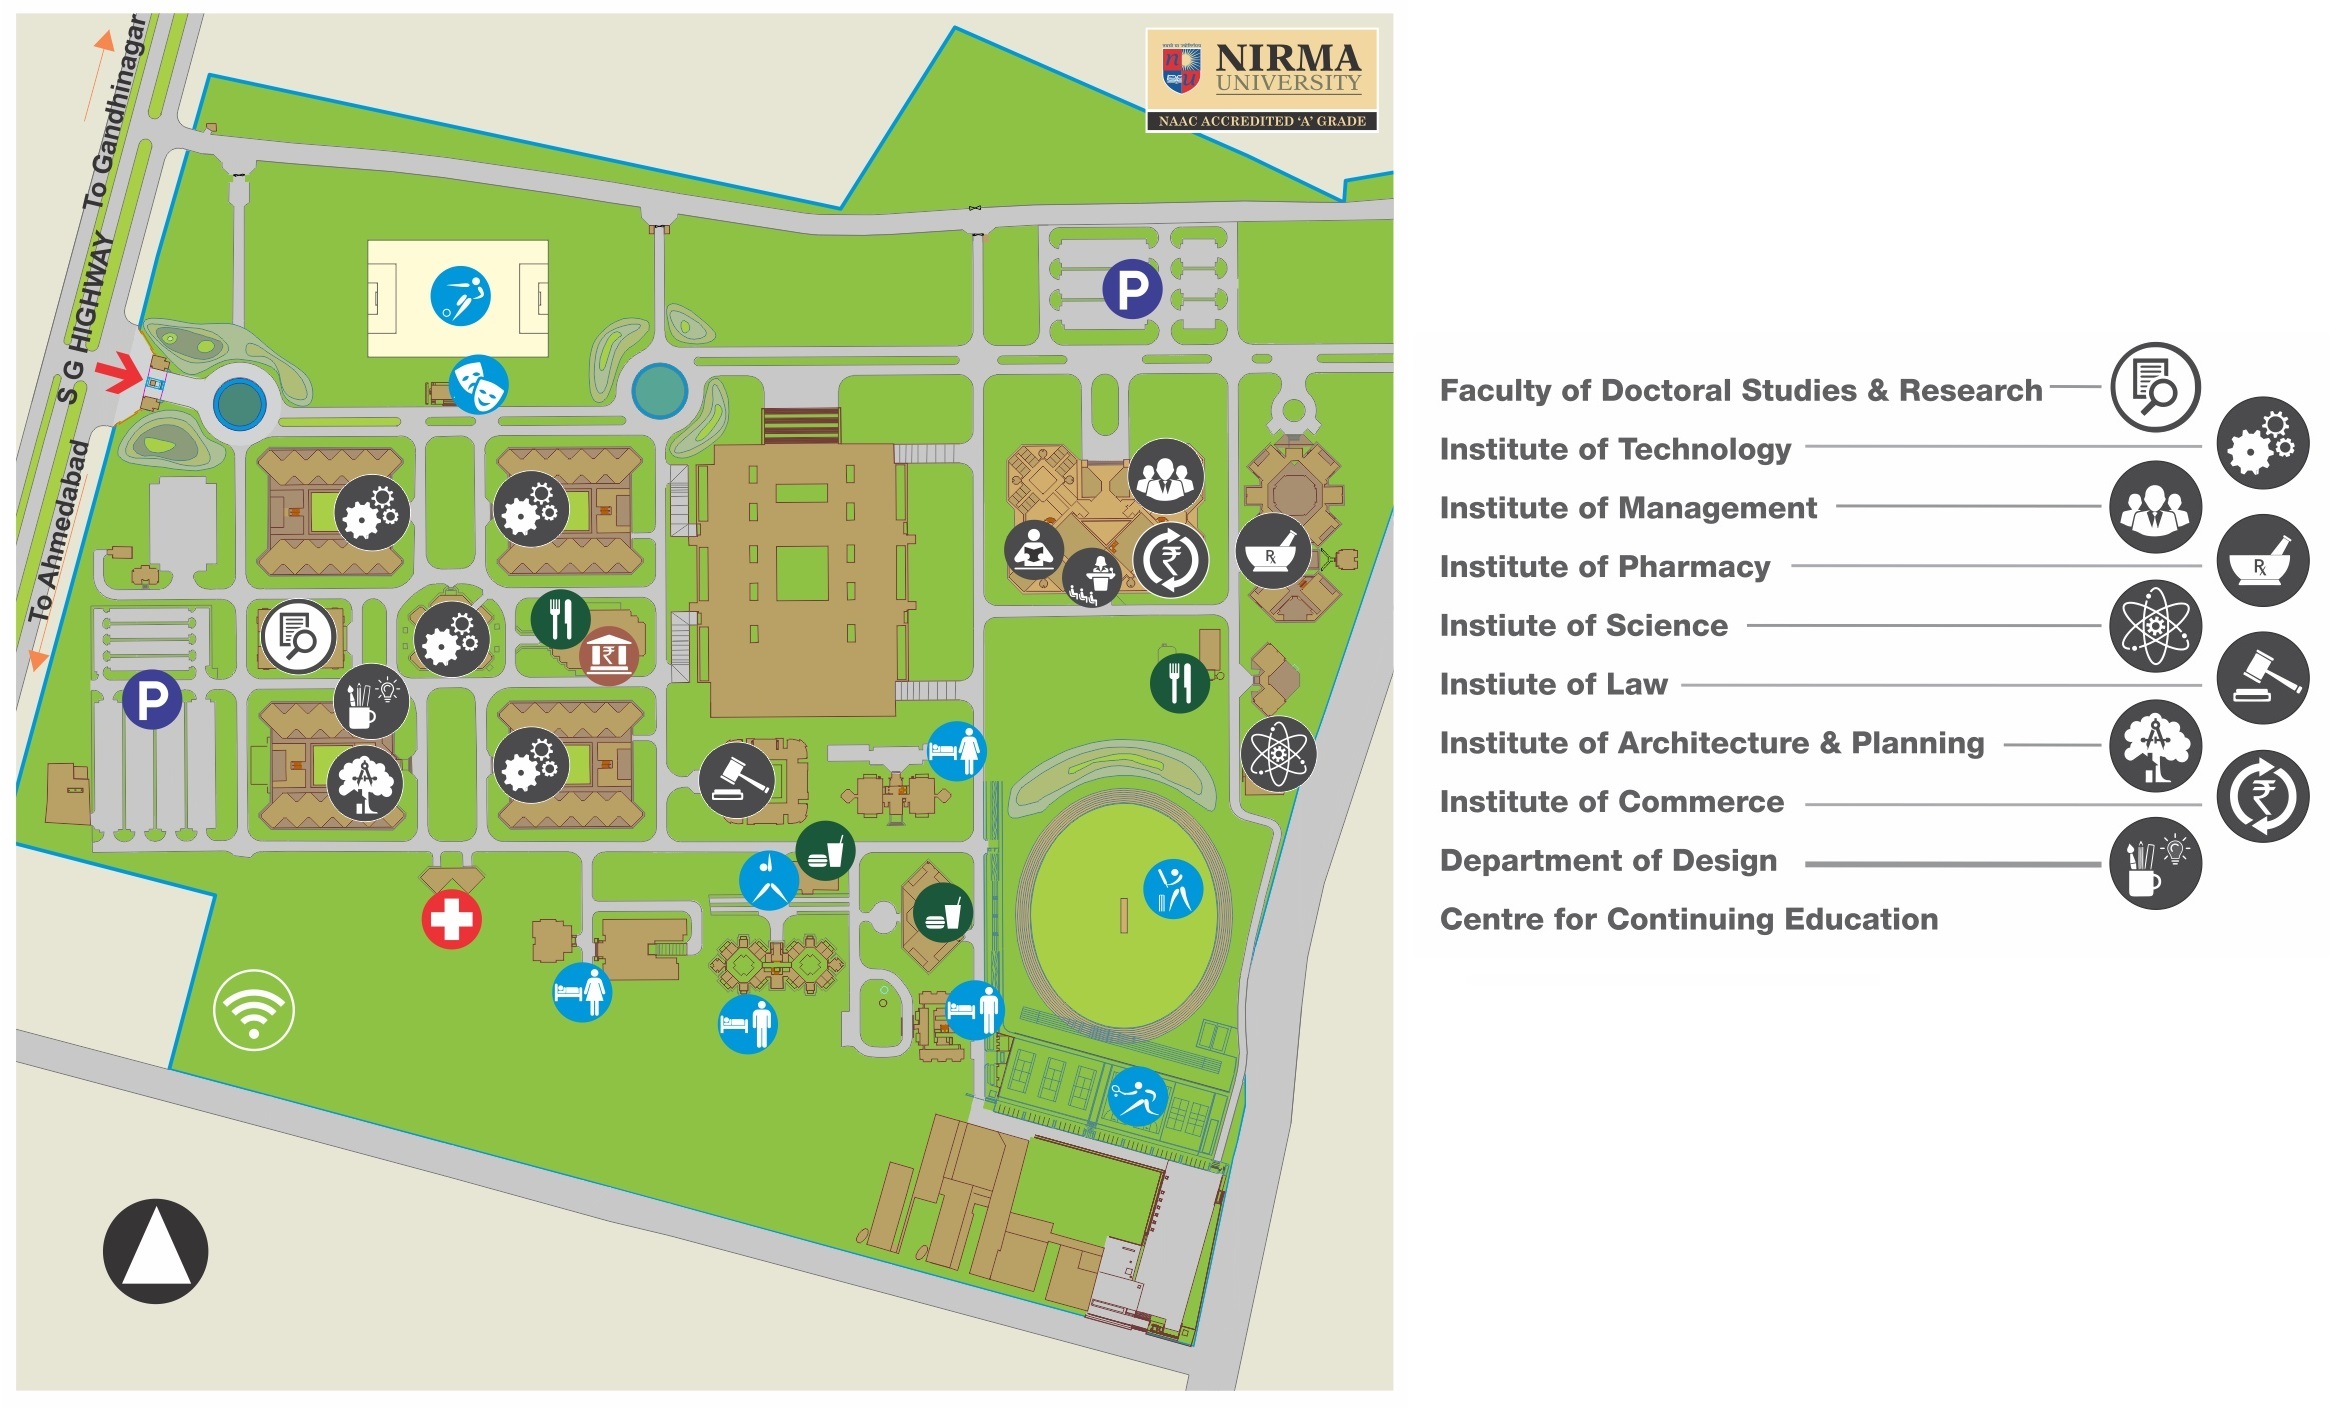 NIRMA
UNIVERSITY
NAAC ACCREDITED 'A' GRADE
To Gandhinagar
S G HIGHWAY
To Ahmedabad
P
P
Rx
Faculty of Doctoral Studies & Research
Institute of Technology
Institute of Management
Institute of Pharmacy
Rx
Instiute of Science
Instiute of Law
Institute of Architecture & Planning
Institute of Commerce
Department of Design
Centre for Continuing Education